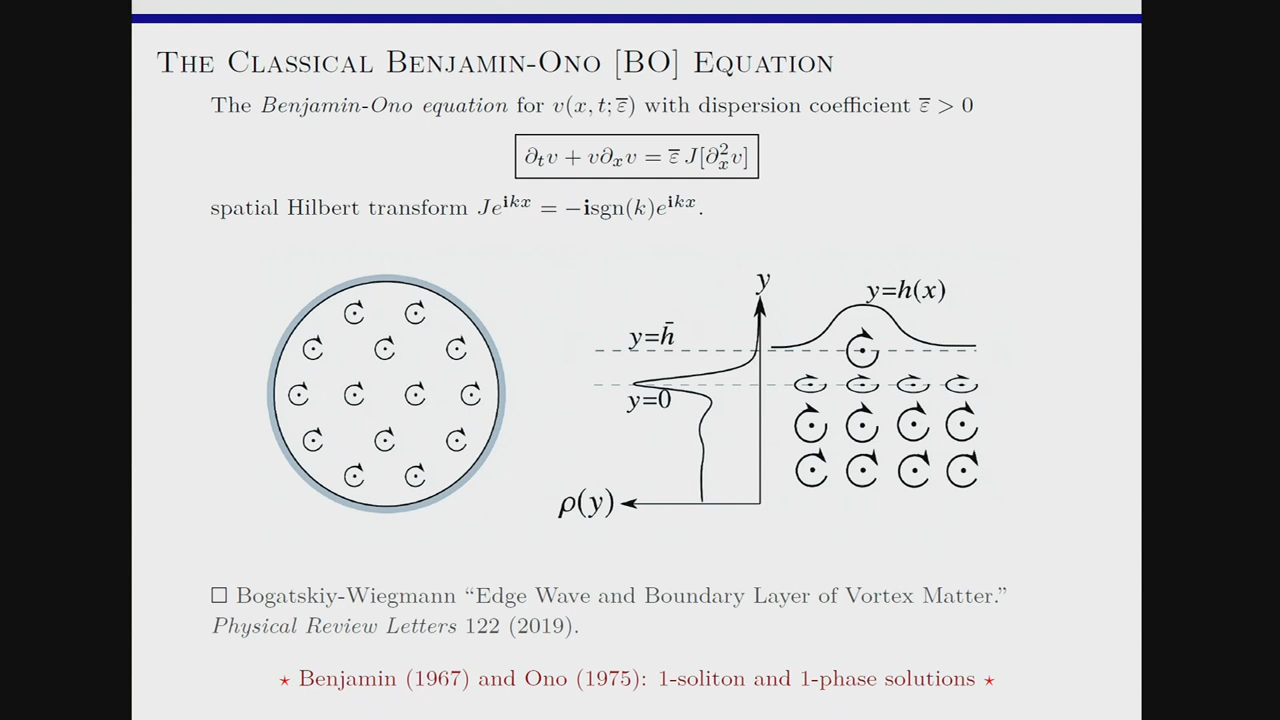 The Classical Benjamin-Ono [BO] Equation
The Benjamin-Ono equation for v(x, t; ε̅) with dispersion coefficient ε̅ > 0
∂ₜv + v∂ₓv = ε̅ J[∂ₓ²v]
spatial Hilbert transform Je^{ikx} = −isgn(k)e^{ikx}.
y
y=h(x)
y=h̄
y=0
ρ(y)
□ Bogatskiy-Wiegmann “Edge Wave and Boundary Layer of Vortex Matter.”
Physical Review Letters 122 (2019).
⋆ Benjamin (1967) and Ono (1975): 1-soliton and 1-phase solutions ⋆